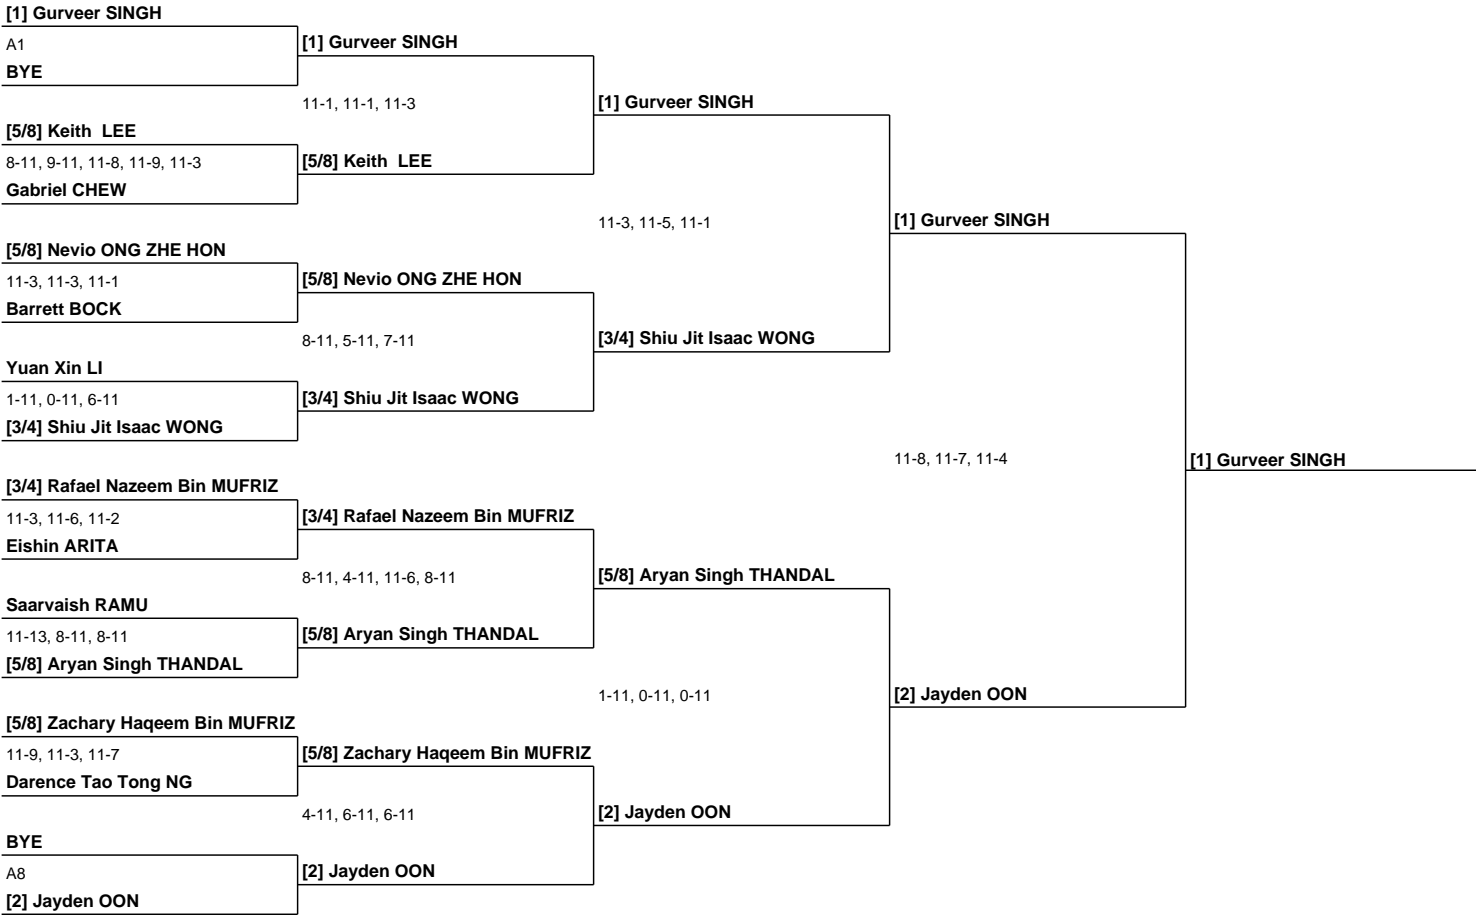 [1] Gurveer SINGH
A1
[1] Gurveer SINGH
BYE
11-1, 11-1, 11-3
[1] Gurveer SINGH
[5/8] Keith  LEE
8-11, 9-11, 11-8, 11-9, 11-3
[5/8] Keith  LEE
Gabriel CHEW
11-3, 11-5, 11-1
[1] Gurveer SINGH
[5/8] Nevio ONG ZHE HON
11-3, 11-3, 11-1
[5/8] Nevio ONG ZHE HON
Barrett BOCK
8-11, 5-11, 7-11
[3/4] Shiu Jit Isaac WONG
Yuan Xin LI
1-11, 0-11, 6-11
[3/4] Shiu Jit Isaac WONG
[3/4] Shiu Jit Isaac WONG
11-8, 11-7, 11-4
[1] Gurveer SINGH
[3/4] Rafael Nazeem Bin MUFRIZ
11-3, 11-6, 11-2
[3/4] Rafael Nazeem Bin MUFRIZ
Eishin ARITA
8-11, 4-11, 11-6, 8-11
[5/8] Aryan Singh THANDAL
Saarvaish RAMU
11-13, 8-11, 8-11
[5/8] Aryan Singh THANDAL
[5/8] Aryan Singh THANDAL
1-11, 0-11, 0-11
[2] Jayden OON
[5/8] Zachary Haqeem Bin MUFRIZ
11-9, 11-3, 11-7
[5/8] Zachary Haqeem Bin MUFRIZ
Darence Tao Tong NG
4-11, 6-11, 6-11
[2] Jayden OON
BYE
A8
[2] Jayden OON
[2] Jayden OON